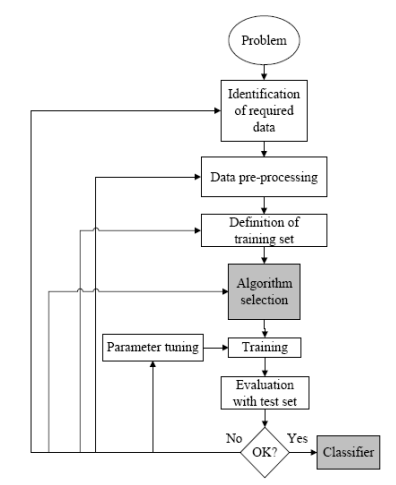 Problem
Identification
of required
data
Data pre-processing
Definition of
training set
Algorithm
selection
Parameter tuning
Training
Evaluation
with test set
No
OK?
Yes
Classifier